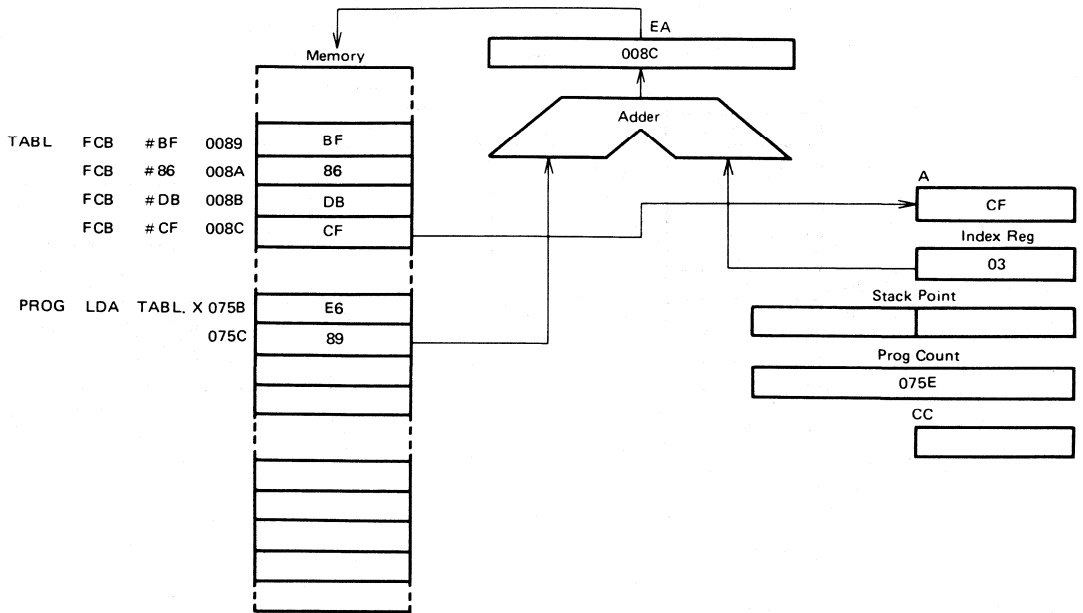 EA
008C
Memory
Adder
TABL FCB #BF 0089 BF
FCB #86 008A 86
FCB #DB 008B DB
FCB #CF 008C CF
A
CF
Index Reg
03
PROG LDA TABL. X 075B E6
075C 89
Stack Point
Prog Count
075E
CC